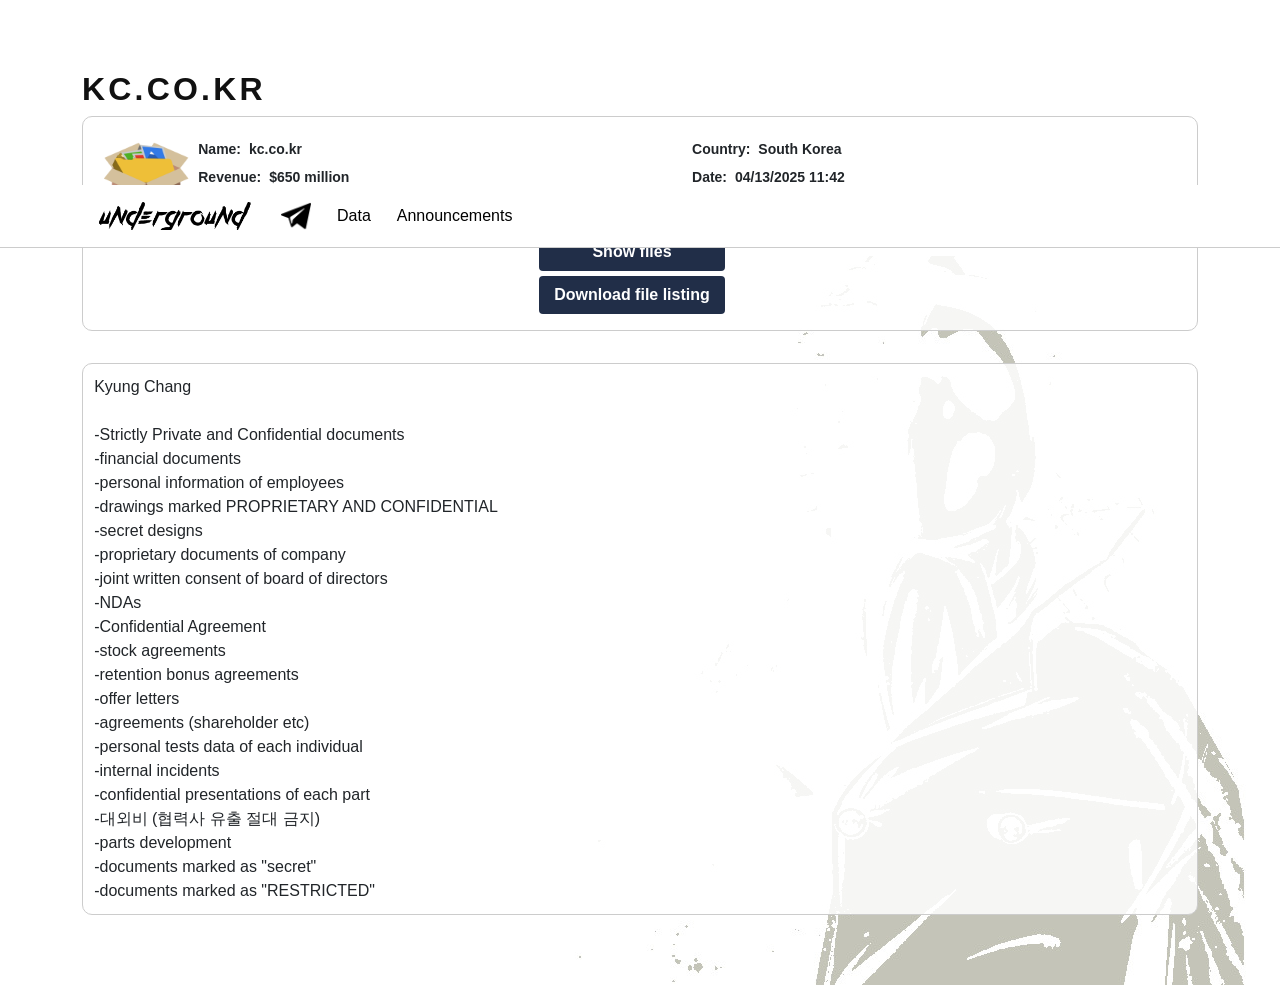 KC.CO.KR
Name: kc.co.kr
Country: South Korea
Revenue: $650 million
Date: 04/13/2025 11:42
underground
Data
Announcements
Show files
Download file listing
Kyung Chang
-Strictly Private and Confidential documents
-financial documents
-personal information of employees
-drawings marked PROPRIETARY AND CONFIDENTIAL
-secret designs
-proprietary documents of company
-joint written consent of board of directors
-NDAs
-Confidential Agreement
-stock agreements
-retention bonus agreements
-offer letters
-agreements (shareholder etc)
-personal tests data of each individual
-internal incidents
-confidential presentations of each part
-대외비 (협력사 유출 절대 금지)
-parts development
-documents marked as "secret"
-documents marked as "RESTRICTED"